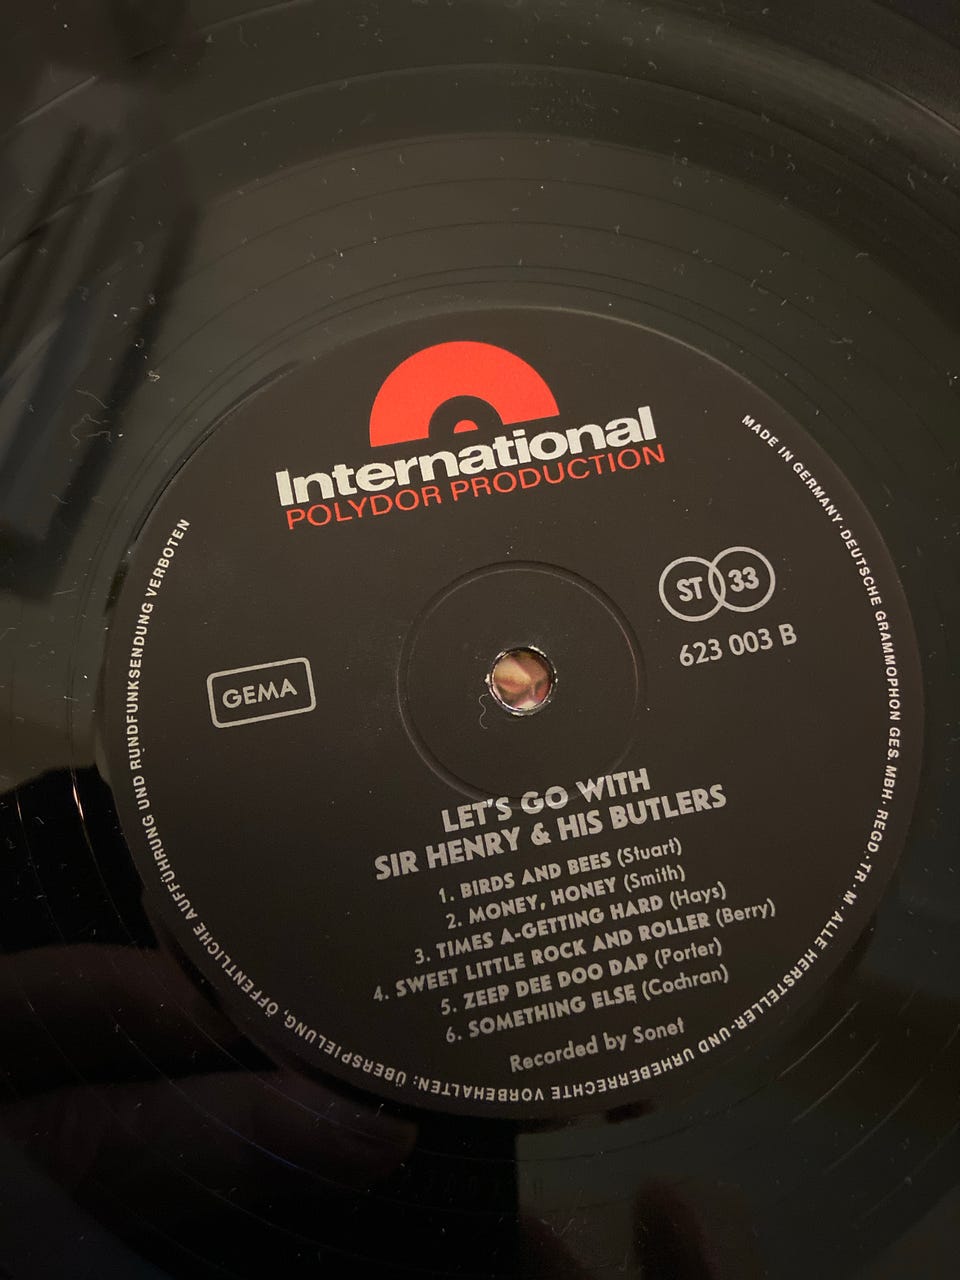 International
POLYDOR PRODUCTION
ST 33
623 003 B
GEMA
LET'S GO WITH
SIR HENRY & HIS BUTLERS
1. BIRDS AND BEES (Stuart)
2. MONEY, HONEY (Smith)
3. TIMES A-GETTING HARD (Hays)
4. SWEET LITTLE ROCK AND ROLLER (Berry)
5. ZEEP DEE DOO DAP (Porter)
6. SOMETHING ELSE (Cochran)
Recorded by Sonet
MADE IN GERMANY · DEUTSCHE GRAMMOPHON GES. MBH. REGD. TR. M. ALLE HERSTELLER- UND URHEBERRECHTE VORBEHALTEN: ÜBERSPIELUNG, ÖFFENTLICHE AUFFÜHRUNG UND RUNDFUNKSENDUNG VERBOTEN